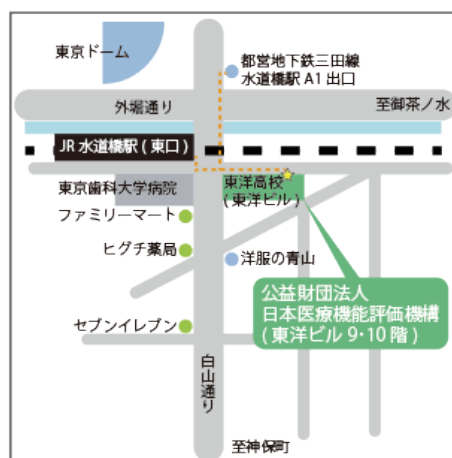 東京ドーム
都営地下鉄三田線
水道橋駅 A1 出口
外堀通り
至御茶ノ水
JR 水道橋駅 ( 東口 )
東京歯科大学病院
東洋高校
( 東洋ビル )
ファミリーマート
ヒグチ薬局
洋服の青山
公益財団法人
日本医療機能評価機構
( 東洋ビル 9・10 階 )
セブンイレブン
白山通り
至神保町